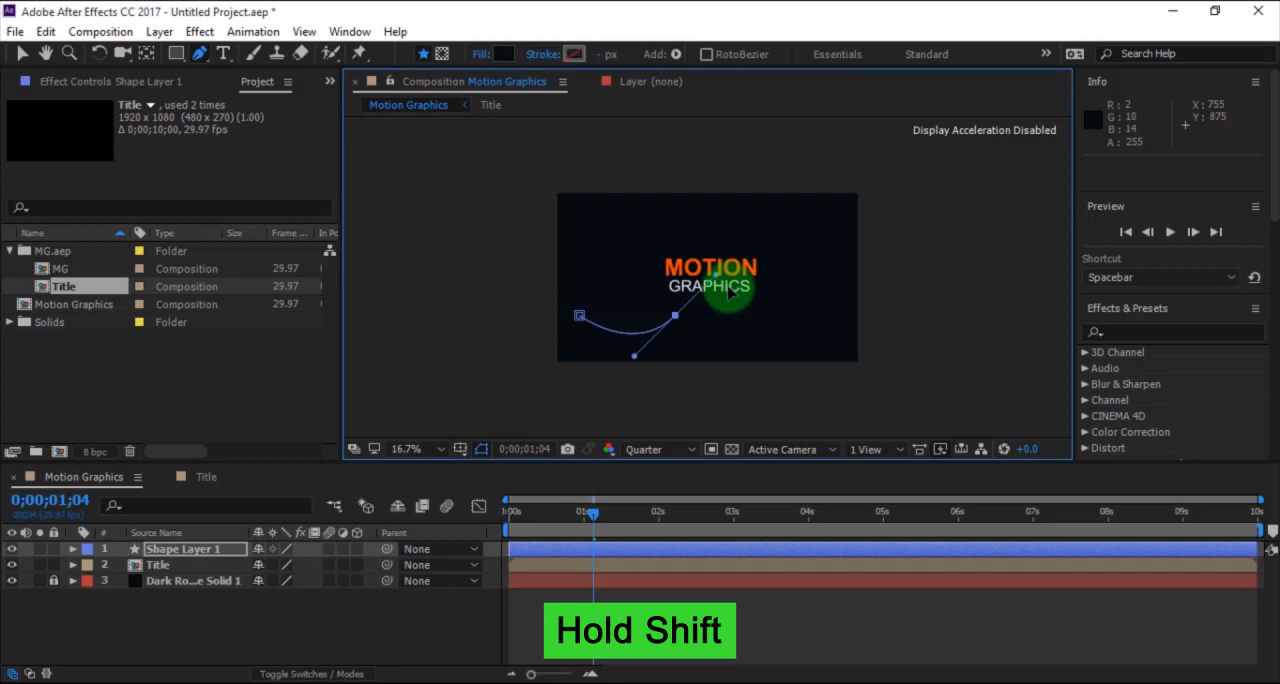 Adobe After Effects CC 2017 - Untitled Project.aep *
File Edit Composition Layer Effect Animation View Window Help
Fill: Stroke: - px Add: RotoBezier Essentials Standard Search Help
Effect Controls Shape Layer 1 Project
Composition Motion Graphics Layer (none)
Motion Graphics Title
Title , used 2 times
1920 x 1080 (480 x 270) (1.00)
Δ 0;00;10;00, 29.97 fps
Display Acceleration Disabled
Info
R: 2
G: 10
B: 14
A: 255
X: 755
Y: 875
Preview
Shortcut
Spacebar
Effects & Presets
3D Channel
Audio
Blur & Sharpen
Channel
CINEMA 4D
Color Correction
Distort
Name Type Size Frame ... In Po
MG.aep Folder
MG Composition 29.97
Title Composition 29.97
Motion Graphics Composition 29.97
Solids Folder
MOTION
GRAPHICS
8 bpc
16.7% 0;00;01;04 Quarter Active Camera 1 View +0.0
Motion Graphics Title
0;00;01;04
00034 (29.97 fps)
# Source Name Parent
1 Shape Layer 1 None
2 Title None
3 Dark Ro...e Solid 1 None
:00s 01s 02s 03s 04s 05s 06s 07s 08s 09s 10s
Hold Shift
Toggle Switches / Modes